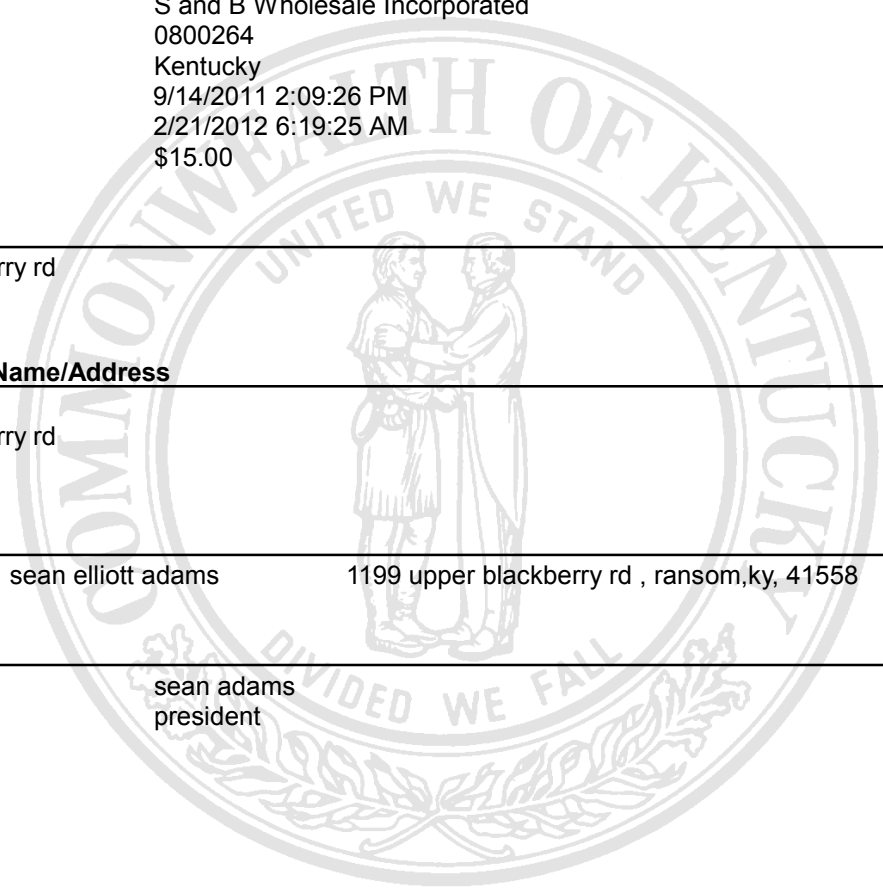 S and B Wholesale Incorporated
0800264
Kentucky
9/14/2011 2:09:26 PM
2/21/2012 6:19:25 AM
$15.00
COMMONWEALTH OF KENTUCKY
UNITED WE STAND
rry rd
Name/Address
rry rd
sean elliott adams 1199 upper blackberry rd , ransom,ky, 41558
DIVIDED WE FALL
sean adams
president